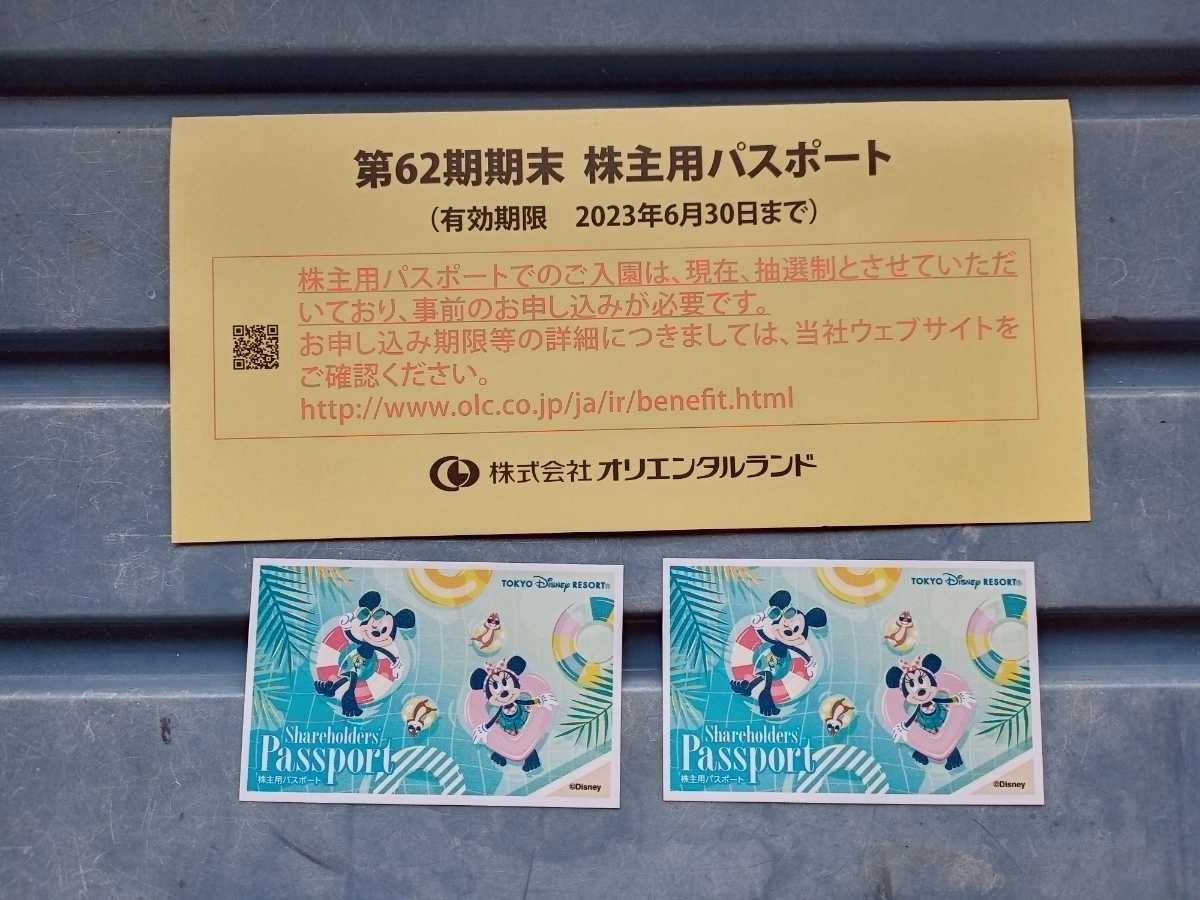 第62期期末 株主用パスポート
（有効期限　2023年6月30日まで）
株主用パスポートでのご入園は、現在、抽選制とさせていただ
いており、事前のお申し込みが必要です。
お申し込み期限等の詳細につきましては、当社ウェブサイトを
ご確認ください。
http://www.olc.co.jp/ja/ir/benefit.html
株式会社オリエンタルランド
TOKYO Disney RESORT®
Shareholders'
Passport
株主用パスポート
©Disney
TOKYO Disney RESORT®
Shareholders'
Passport
株主用パスポート
©Disney